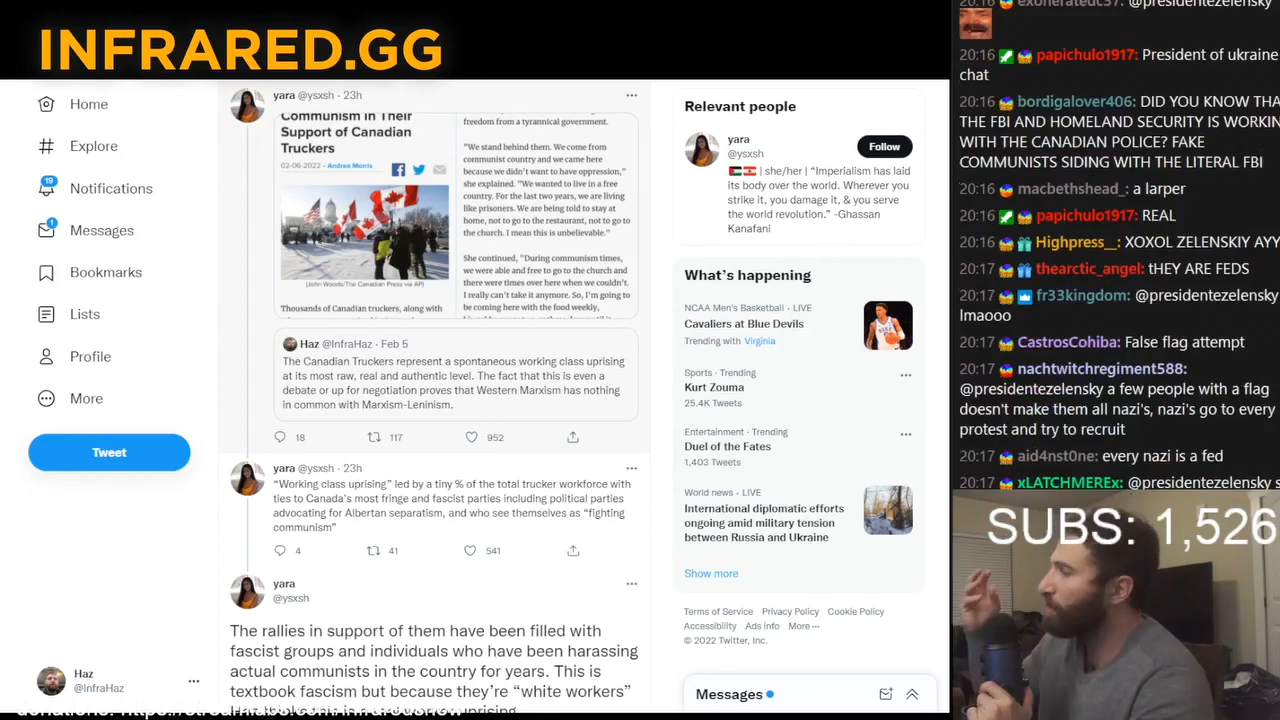 INFRARED.GG
Home
Explore
19
Notifications
1
Messages
Bookmarks
Lists
Profile
More
Tweet
Haz
@InfraHaz
yara @ysxsh · 23h
Communism in Their
Support of Canadian
Truckers
02-06-2022 - Andrea Morris
(John Woods/The Canadian Press via AP)
Thousands of Canadian truckers, along with
freedom from a tyrannical government.
"We stand behind them. We come from
communist country and we came here
because we didn't want to have oppression,"
she explained. "We wanted to live in a free
country. For the last two years, we are living
like prisoners. We are being told to stay at
home, not to go to the restaurant, not to go to
the church. I mean this is unbelievable."
She continued, "During communism times,
we were able and free to go to the church and
there were times over here when we couldn't.
I really can't take it anymore. So, I'm going
to be coming here with the food weekly,
Haz @InfraHaz · Feb 5
The Canadian Truckers represent a spontaneous working class uprising
at its most raw, real and authentic level. The fact that this is even a
debate or up for negotiation proves that Western Marxism has nothing
in common with Marxism-Leninism.
18 117 952
yara @ysxsh · 23h
“Working class uprising” led by a tiny % of the total trucker workforce with
ties to Canada's most fringe and fascist parties including political parties
advocating for Albertan separatism, and who see themselves as “fighting
communism”
4 41 541
yara
@ysxsh
The rallies in support of them have been filled with
fascist groups and individuals who have been harassing
actual communists in the country for years. This is
textbook fascism but because they're “white workers”
Relevant people
yara
@ysxsh
Follow
| she/her | “Imperialism has
laid its body over the world. Wherever
you strike it, you damage it, & you
serve the world revolution.” -Ghassan
Kanafani
What's happening
NCAA Men's Basketball · LIVE
Cavaliers at Blue Devils
Trending with Virginia
Sports · Trending
Kurt Zouma
25.4K Tweets
Entertainment · Trending
Duel of the Fates
1,403 Tweets
World news · LIVE
International diplomatic efforts
ongoing amid military tension
between Russia and Ukraine
Show more
Terms of Service Privacy Policy Cookie Policy
Accessibility Ads info More
© 2022 Twitter, Inc.
Messages
20:16 exoneratedc37: @presidentezelensky
20:16 papichulo1917: President of ukraine
chat
20:16 bordigalover406: DID YOU KNOW THA
THE FBI AND HOMELAND SECURITY IS WORKIN
WITH THE CANADIAN POLICE? FAKE
COMMUNISTS SIDING WITH THE LITERAL FBI
20:16 macbethshead_: a larper
20:16 papichulo1917: REAL
20:16 Highpress__: XOXOL ZELENSKIY AYY
20:17 thearctic_angel: tHEY ARE FEDS
20:17 fr33kingdom: @presidentezelensky
lmaooo
20:17 CastrosCohiba: False flag attempt
20:17 nachtwitchregiment588:
@presidentezelensky a few people with a flag
doesn't make them all nazi's, nazi's go to every
protest and try to recruit
20:17 aid4nst0ne: every nazi is a fed
20:17 xLATCHMEREx: @presidentezelensky s
SUBS: 1,526